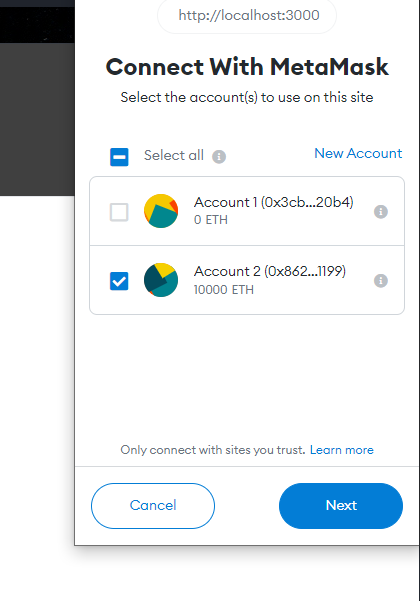 http://localhost:3000
Connect With MetaMask
Select the account(s) to use on this site
Select all
New Account
Account 1 (0x3cb...20b4)
0 ETH
Account 2 (0x862...1199)
10000 ETH
Only connect with sites you trust. Learn more
Cancel
Next